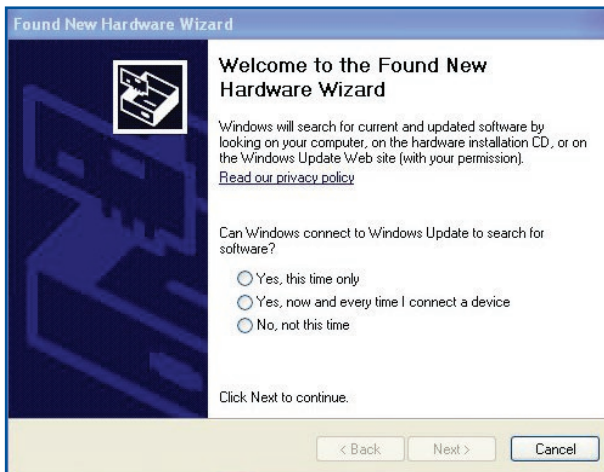 Found New Hardware Wizard
Welcome to the Found New
Hardware Wizard
Windows will search for current and updated software by
looking on your computer, on the hardware installation CD, or on
the Windows Update Web site (with your permission).
Read our privacy policy
Can Windows connect to Windows Update to search for
software?
Yes, this time only
Yes, now and every time I connect a device
No, not this time
Click Next to continue.
< Back
Next >
Cancel